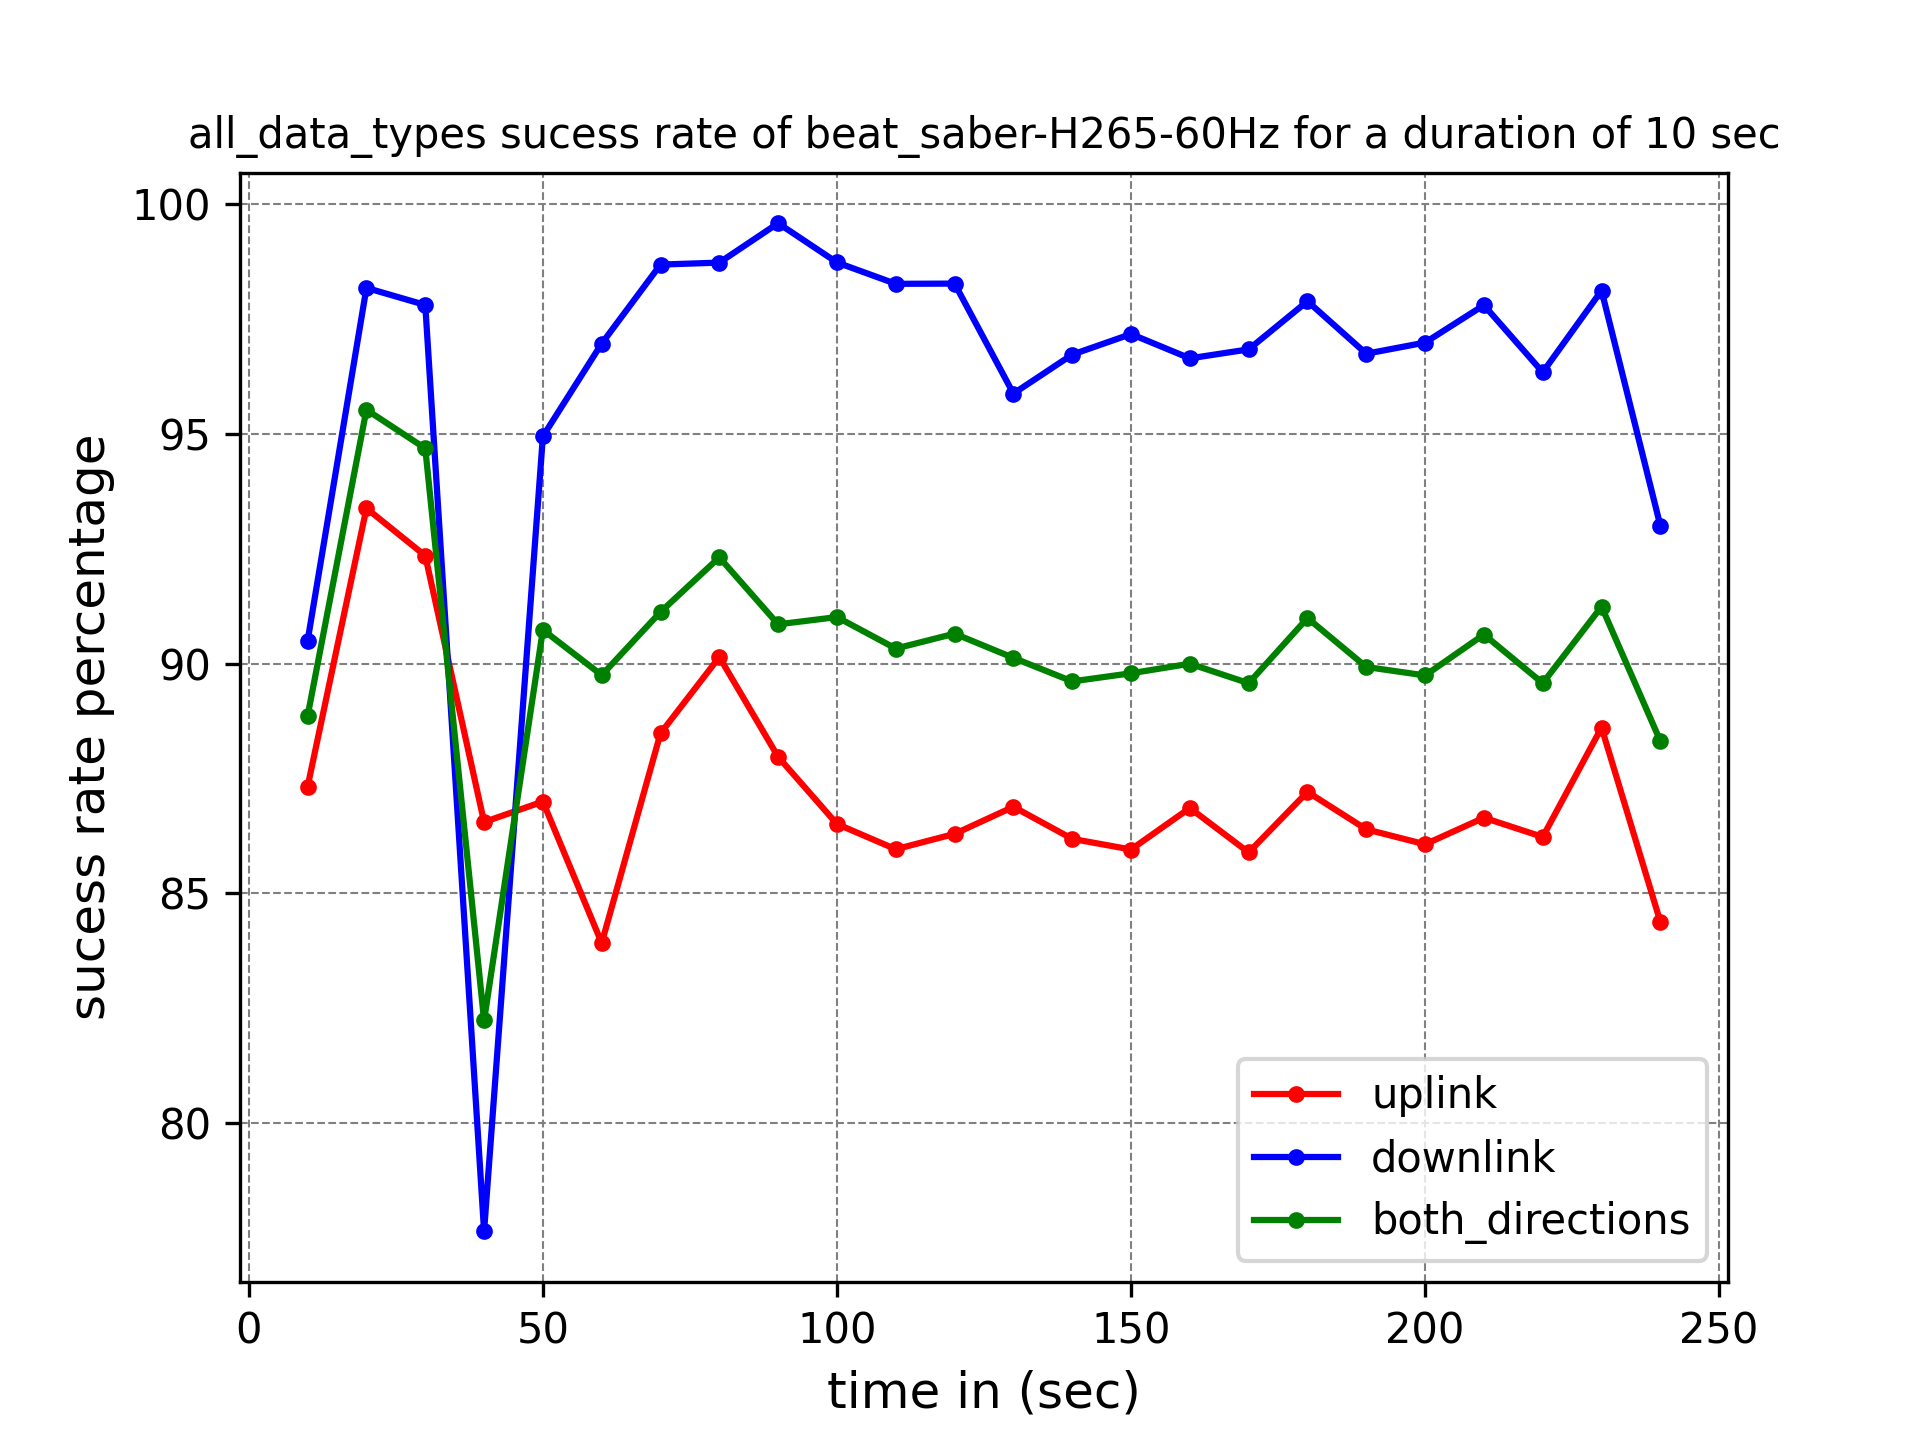 all_data_types sucess rate of beat_saber-H265-60Hz for a duration of 10 sec
sucess rate percentage
100
95
90
85
80
0
50
100
150
200
250
time in (sec)
uplink
downlink
both_directions